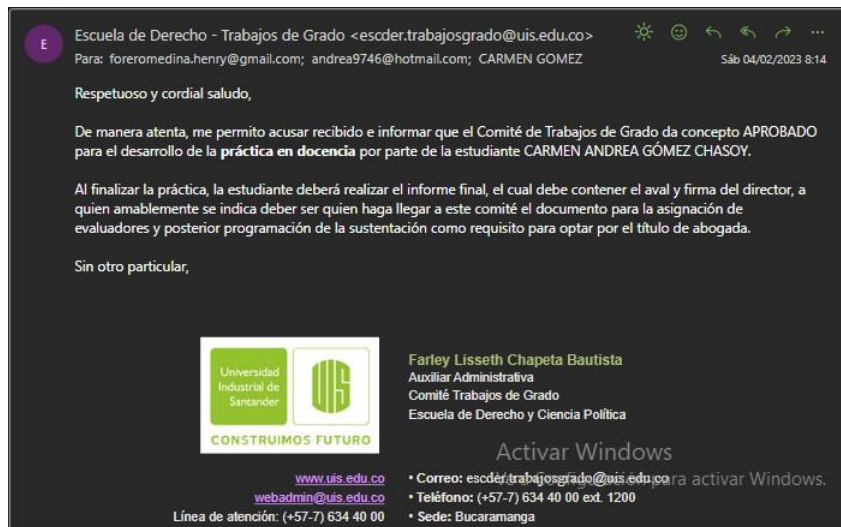 E
Escuela de Derecho - Trabajos de Grado <escder.trabajosgrado@uis.edu.co>
Para: foreromedina.henry@gmail.com; andrea9746@hotmail.com; CARMEN GOMEZ
Sáb 04/02/2023 8:14
Respetuoso y cordial saludo,
De manera atenta, me permito acusar recibido e informar que el Comité de Trabajos de Grado da concepto APROBADO
para el desarrollo de la práctica en docencia por parte de la estudiante CARMEN ANDREA GÓMEZ CHASOY.
Al finalizar la práctica, la estudiante deberá realizar el informe final, el cual debe contener el aval y firma del director, a
quien amablemente se indica deber ser quien haga llegar a este comité el documento para la asignación de
evaluadores y posterior programación de la sustentación como requisito para optar por el título de abogada.
Sin otro particular,
Universidad
Industrial de
Santander
UIS
CONSTRUIMOS FUTURO
Farley Lisseth Chapeta Bautista
Auxiliar Administrativa
Comité Trabajos de Grado
Escuela de Derecho y Ciencia Política
Activar Windows
para activar Windows.
www.uis.edu.co
webadmin@uis.edu.co
Línea de atención: (+57-7) 634 40 00
• Correo: escder.trabajosgrado@uis.edu.co
• Teléfono: (+57-7) 634 40 00 ext. 1200
• Sede: Bucaramanga